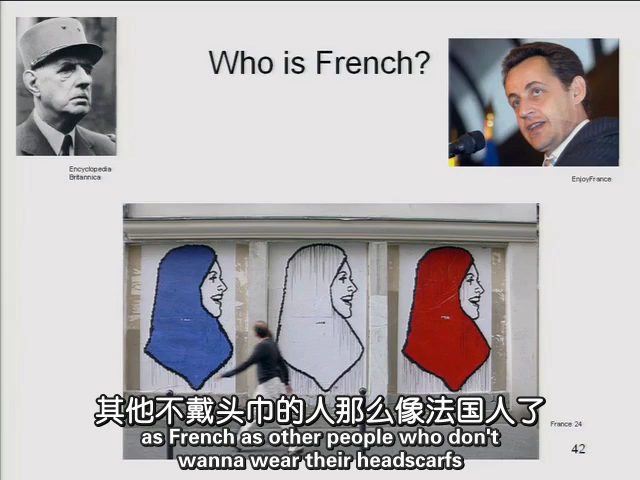 Who is French?
Encyclopedia
Britannica
EnjoyFrance
其他不戴头巾的人那么像法国人了
as French as other people who don't
wanna wear their headscarfs
France 24
42